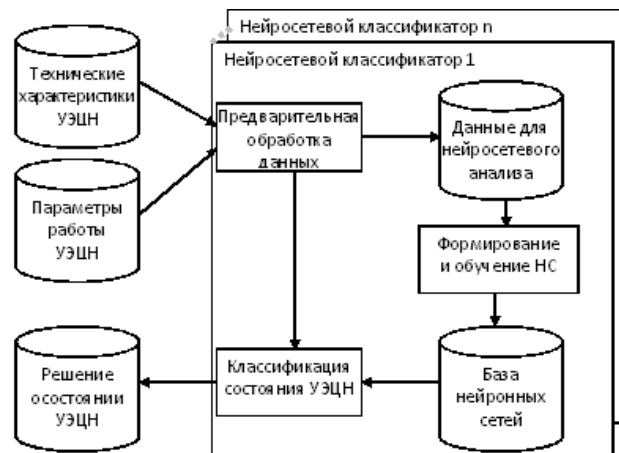 Нейросетевой классификатор n
Нейросетевой классификатор 1
Технические
характеристики
УЭЦН
Предварительная
обработка
данных
Данные для
нейросетевого
анализа
Параметры
работы
УЭЦН
Формирование
и обучение НС
Решение
осостоянии
УЭЦН
Классификация
состояния УЭЦН
База
нейронных
сетей